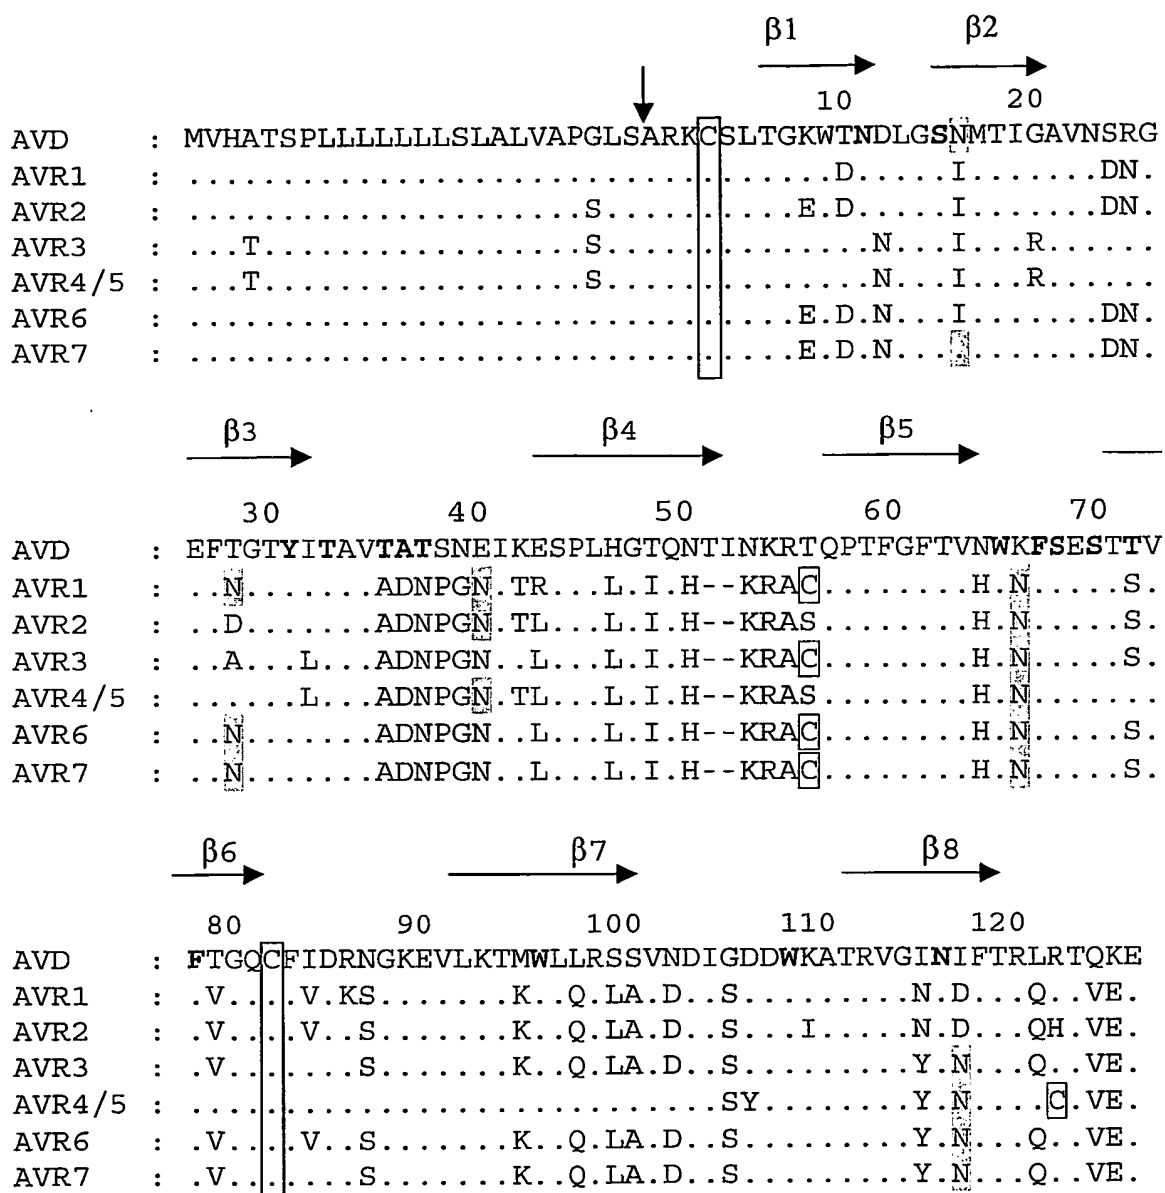 β1 β2
10 20
AVD : MVHATSPLLLLLLLSLALVAPGLSARKCSLTGKWTNDLGSNMTIGAVNSRG
AVR1 : ..................................D.....I.......DN.
AVR2 : .....................S..........E.D.....I.......DN.
AVR3 : ...T.................S..............N...I...R......
AVR4/5 : ...T.................S..............N...I...R......
AVR6 : ................................E.D.N...I.......DN.
AVR7 : ................................E.D.N...........DN.
β3 β4 β5
30 40 50 60 70
AVD : EFTGTYITAVTATSNEIKESPLHGTQNTINKRTQPTFGFTVNWKFSESTTV
AVR1 : ..N.......ADNPGN.TR...L.I.H--KRAC........H.N.....S.
AVR2 : ..D.......ADNPGN.TL...L.I.H--KRAS........H.N.....S.
AVR3 : ..A...L...ADNPGN..L...L.I.H--KRAC........H.N.....S.
AVR4/5 : ......L...ADNPGN.TL...L.I.H--KRAS........H.N.......
AVR6 : ..N.......ADNPGN..L...L.I.H--KRAC........H.N.....S.
AVR7 : ..N.......ADNPGN..L...L.I.H--KRAC........H.N.....S.
β6 β7 β8
80 90 100 110 120
AVD : FTGQCFIDRNGKEVLKTMWLLRSSVNDIGDDWKATRVGINIFTRLRTQKE
AVR1 : .V....V.KS.......K..Q.LA.D..S.........N.D...Q..VE.
AVR2 : .V....V..S.......K..Q.LA.D..S...I.....N.D...QH.VE.
AVR3 : .V.......S.......K..Q.LA.D..S.........Y.N...Q..VE.
AVR4/5 : ............................SY........Y.N....C.VE.
AVR6 : .V....V..S.......K..Q.LA.D..S.........Y.N...Q..VE.
AVR7 : .V.......S.......K..Q.LA.D..S.........Y.N...Q..VE.